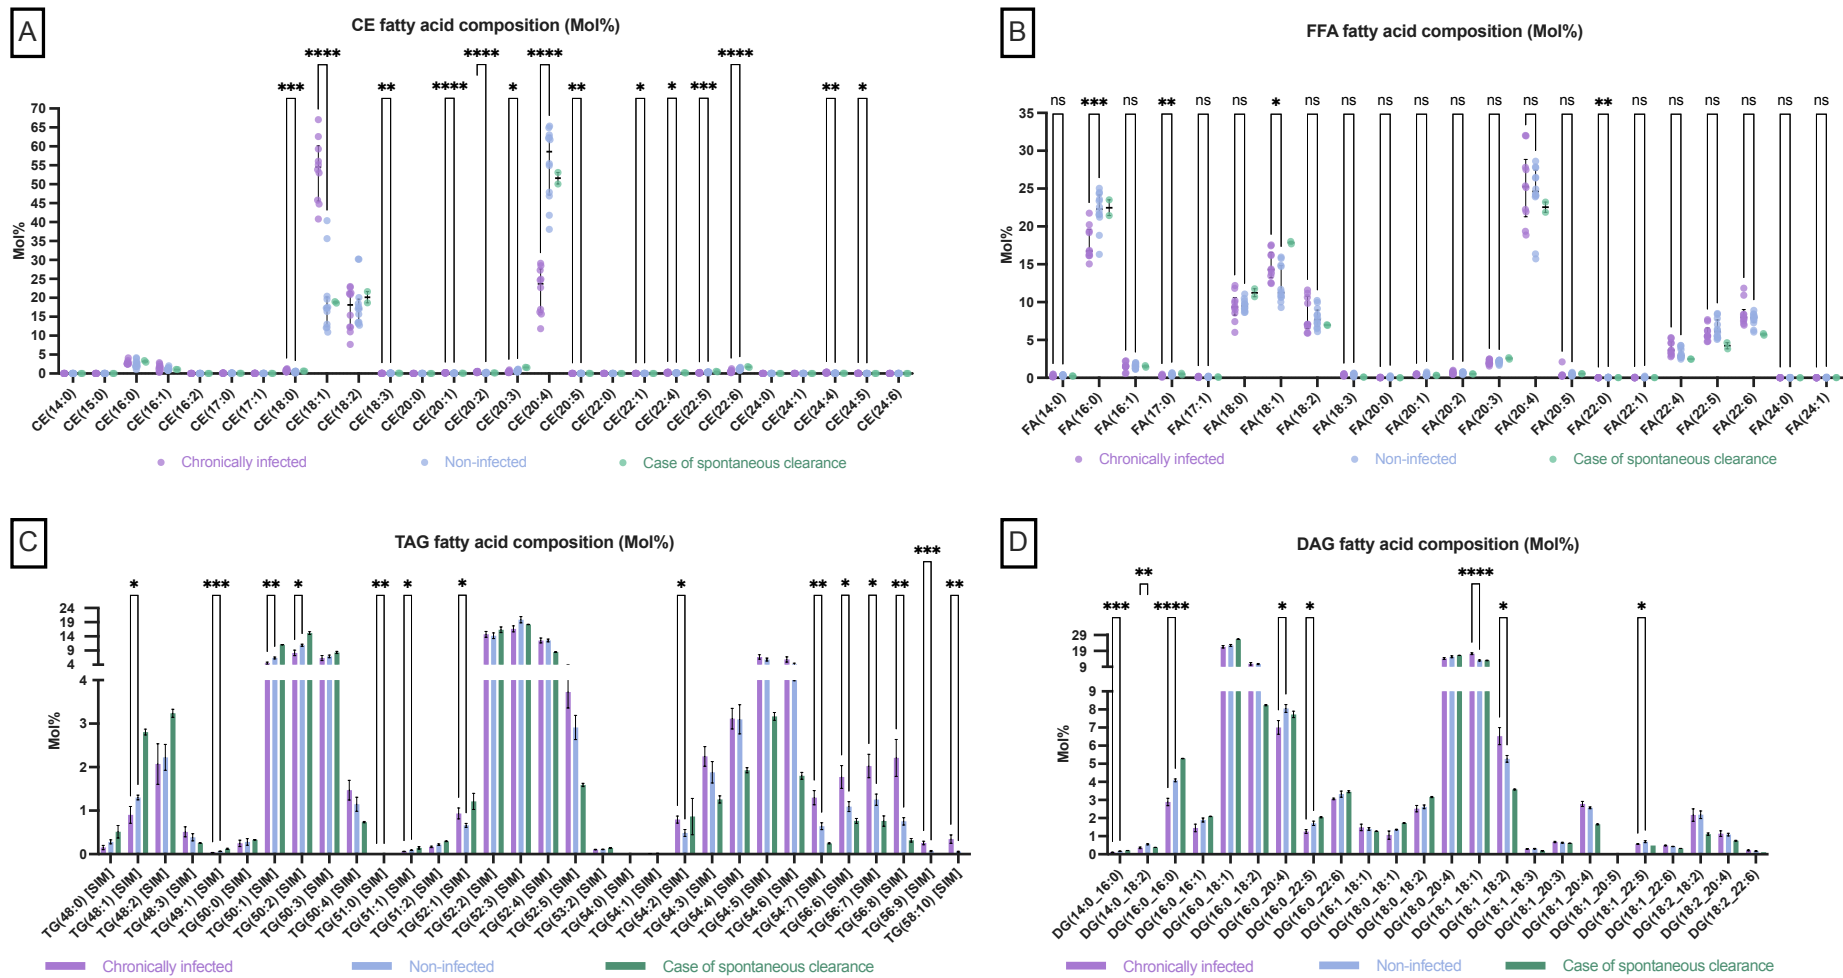 A
CE fatty acid composition (Mol%)
*** **** ** **** **** * **** ** * * *** **** ** *
70
65
60
55
50
45
40
35
30
25
20
15
10
5
0
Mol%
CE(14:0) CE(15:0) CE(16:0) CE(16:1) CE(16:2) CE(17:0) CE(17:1) CE(18:0) CE(18:1) CE(18:2) CE(18:3) CE(20:0) CE(20:1) CE(20:2) CE(20:3) CE(20:4) CE(20:5) CE(22:0) CE(22:1) CE(22:4) CE(22:5) CE(22:6) CE(24:0) CE(24:1) CE(24:4) CE(24:5) CE(24:6)
Chronically infected Non-infected Case of spontaneous clearance
B
FFA fatty acid composition (Mol%)
ns *** ns ** ns ns * ns ns ns ns ns ns ns ns ** ns ns ns ns ns ns
35
30
25
20
15
10
5
0
Mol%
FA(14:0) FA(16:0) FA(16:1) FA(17:0) FA(17:1) FA(18:0) FA(18:1) FA(18:2) FA(18:3) FA(20:0) FA(20:1) FA(20:2) FA(20:3) FA(20:4) FA(20:5) FA(22:0) FA(22:1) FA(22:4) FA(22:5) FA(22:6) FA(24:0) FA(24:1)
Chronically infected Non-infected Case of spontaneous clearance
C
TAG fatty acid composition (Mol%)
* *** ** * ** * * * ** * * ** *** **
24
19
14
9
4
4
3
2
1
0
Mol%
TG(48:0) [SIM] TG(48:1) [SIM] TG(48:2) [SIM] TG(48:3) [SIM] TG(49:1) [SIM] TG(50:0) [SIM] TG(50:1) [SIM] TG(50:2) [SIM] TG(50:3) [SIM] TG(50:4) [SIM] TG(51:0) [SIM] TG(51:1) [SIM] TG(51:2) [SIM] TG(52:1) [SIM] TG(52:2) [SIM] TG(52:3) [SIM] TG(52:4) [SIM] TG(52:5) [SIM] TG(53:2) [SIM] TG(54:0) [SIM] TG(54:1) [SIM] TG(54:2) [SIM] TG(54:3) [SIM] TG(54:4) [SIM] TG(54:5) [SIM] TG(54:6) [SIM] TG(54:7) [SIM] TG(56:6) [SIM] TG(56:7) [SIM] TG(56:8) [SIM] TG(56:9) [SIM] TG(58:10) [SIM]
Chronically infected Non-infected Case of spontaneous clearance
D
DAG fatty acid composition (Mol%)
*** ** **** * * **** * *
29
19
9
9
8
7
6
5
4
3
2
1
0
Mol%
DG(14:0_16:0) DG(14:0_18:2) DG(16:0_16:0) DG(16:0_16:1) DG(16:0_18:1) DG(16:0_18:2) DG(16:0_20:4) DG(16:0_22:5) DG(16:0_22:6) DG(16:1_18:1) DG(18:0_18:1) DG(18:0_18:2) DG(18:0_20:4) DG(18:1_18:1) DG(18:1_18:2) DG(18:1_18:3) DG(18:1_20:3) DG(18:1_20:4) DG(18:1_20:5) DG(18:1_22:5) DG(18:1_22:6) DG(18:2_18:2) DG(18:2_20:4) DG(18:2_22:6)
Chronically infected Non-infected Case of spontaneous clearance